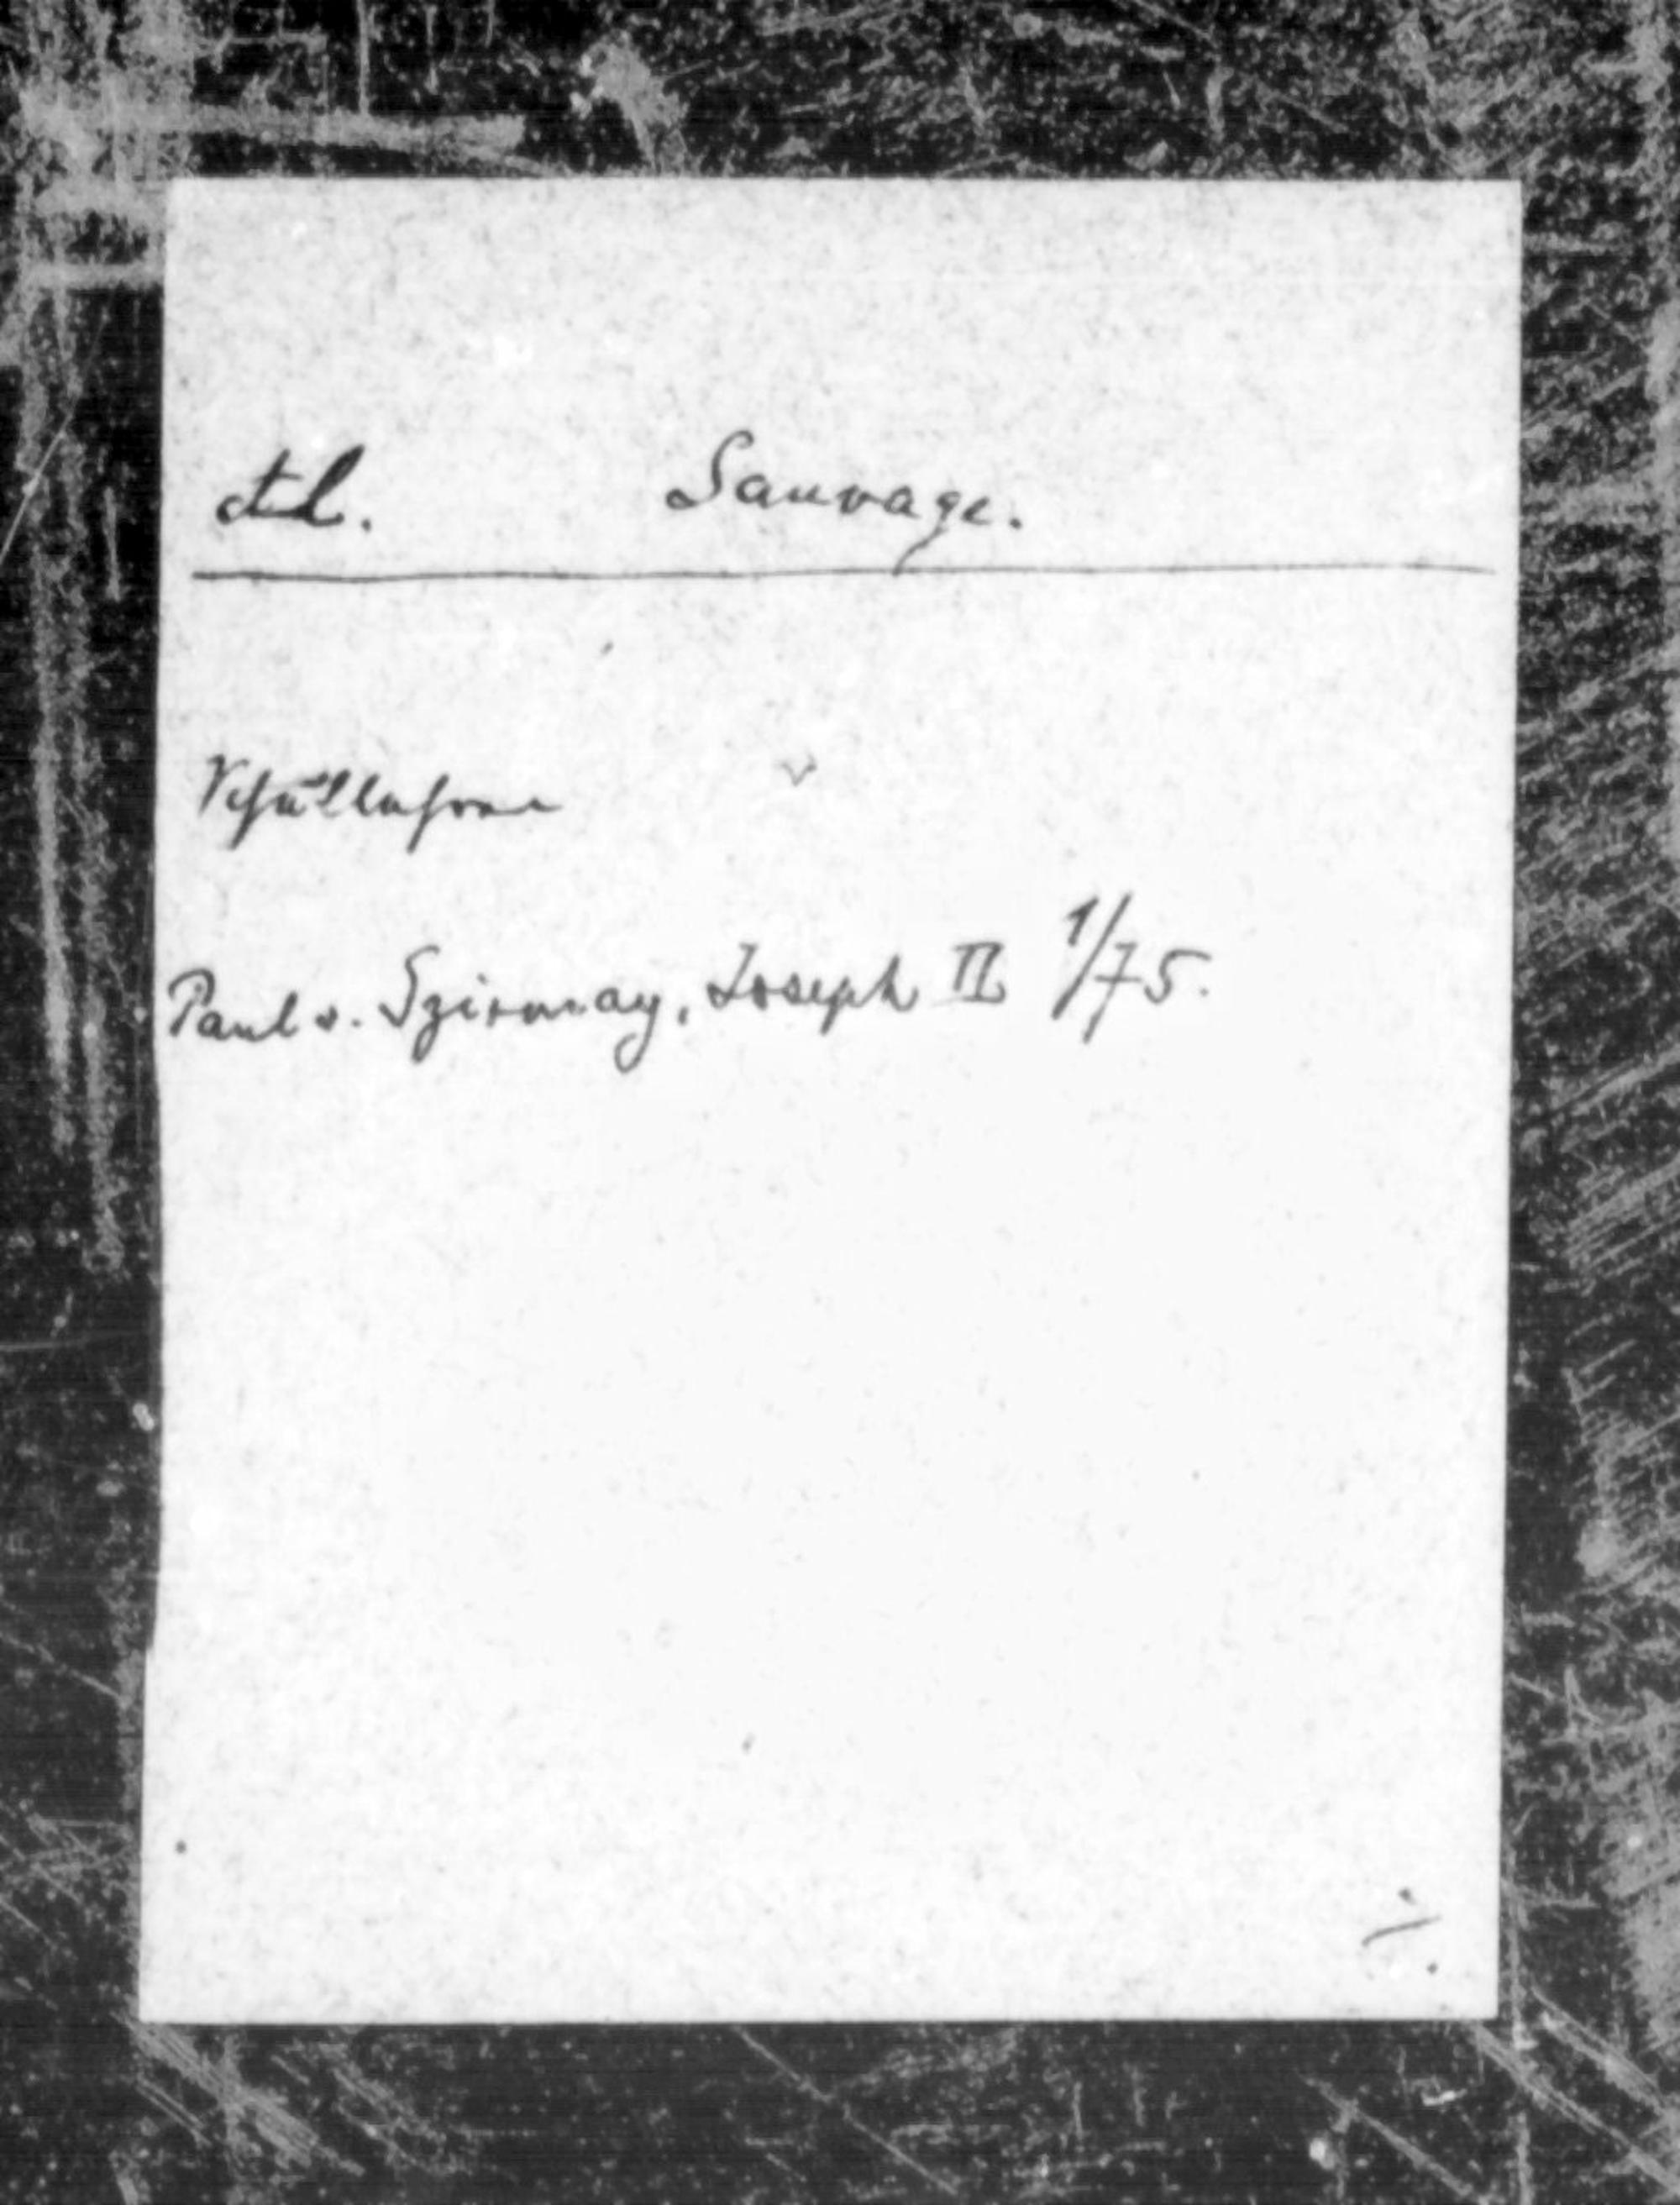 Sauvage.
Paul v. Szirmay, Joseph II 1/75.